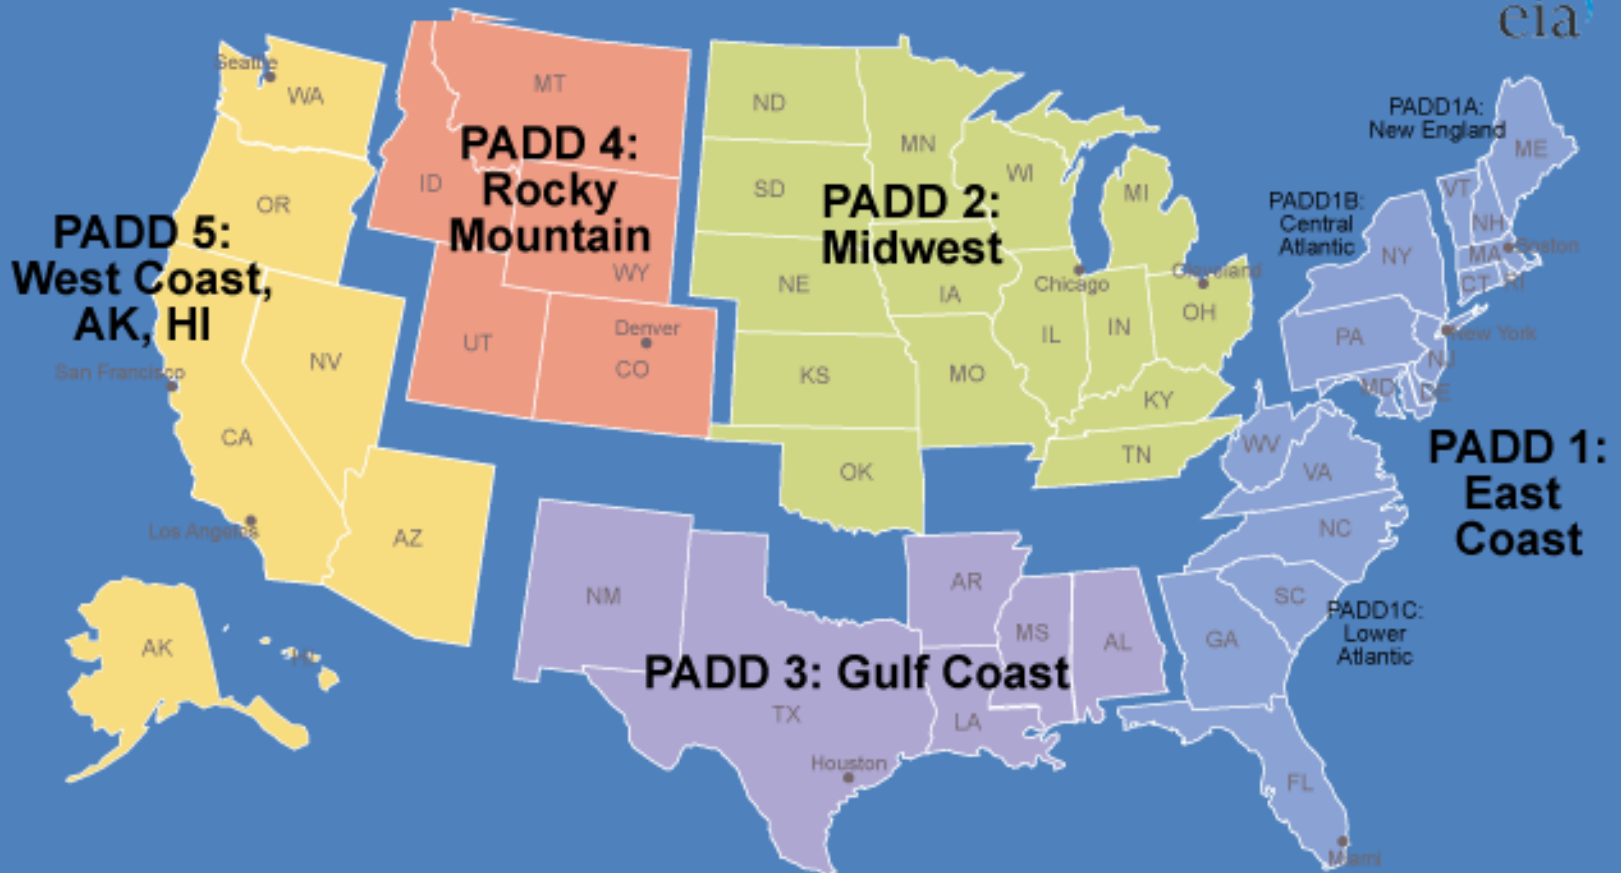 eia
Seattle
WA
MT
ND
MN
PADD1A:
New England
ME
PADD 4:
Rocky
Mountain
ID
OR
SD
WI
MI
VT
NH
PADD 2:
Midwest
PADD1B:
Central
Atlantic
NY
MA
Boston
CT
RI
PADD 5:
West Coast,
AK, HI
WY
NE
IA
Chicago
Cleveland
OH
IL
IN
PA
New York
NJ
MD
DE
UT
Denver
CO
NV
San Francisco
KS
MO
KY
CA
OK
TN
WV
VA
PADD 1:
East
Coast
Los Angeles
AZ
NC
NM
AR
SC
PADD1C:
Lower
Atlantic
AK
HI
MS
AL
GA
PADD 3: Gulf Coast
TX
LA
Houston
FL
Miami